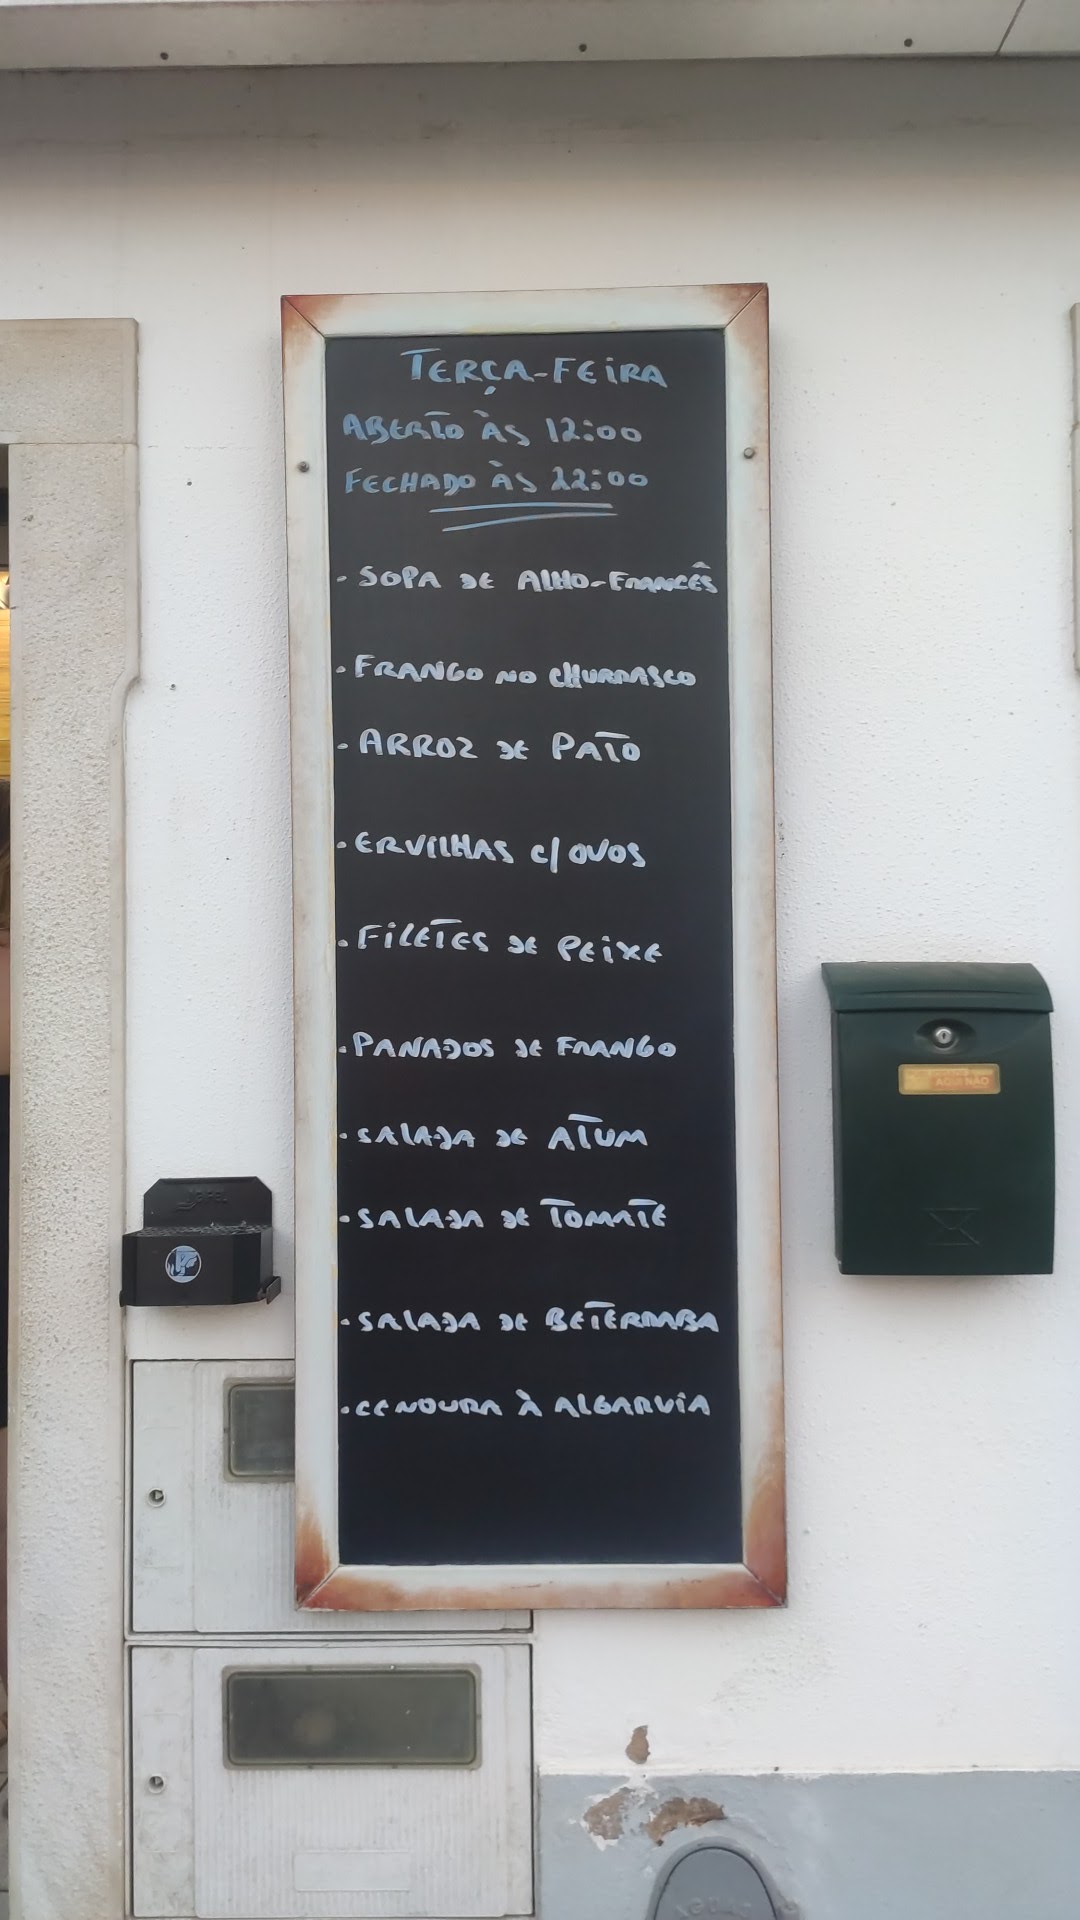 TERÇA-FEIRA
ABERTO ÀS 12:00
FECHADO ÀS 22:00
• SOPA DE ALHO-FRANCÊS
• FRANGO NO CHURRASCO
• ARROZ DE PATO
• ERVILHAS C/ OVOS
• FILETES DE PEIXE
• PANADOS DE FRANGO
• SALADA DE ATUM
• SALADA DE TOMATE
• SALADA DE BETERRABA
• CENOURA À ALGARVIA
AQUI NÃO